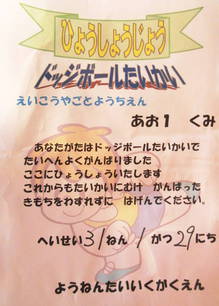 ひょうしょうじょう
ドッジボールたいかい
えいこうやごとようちえん
あお1 くみ
あなたがたはドッジボールたいかいで
たいへんよくがんばりました
ここにひょうしょういたします
これからもたいかいにむけ がんばった
きもちをわすれずに はげんでください。
へいせい31ねん1がつ29にち
ようねんたいいくかくえん